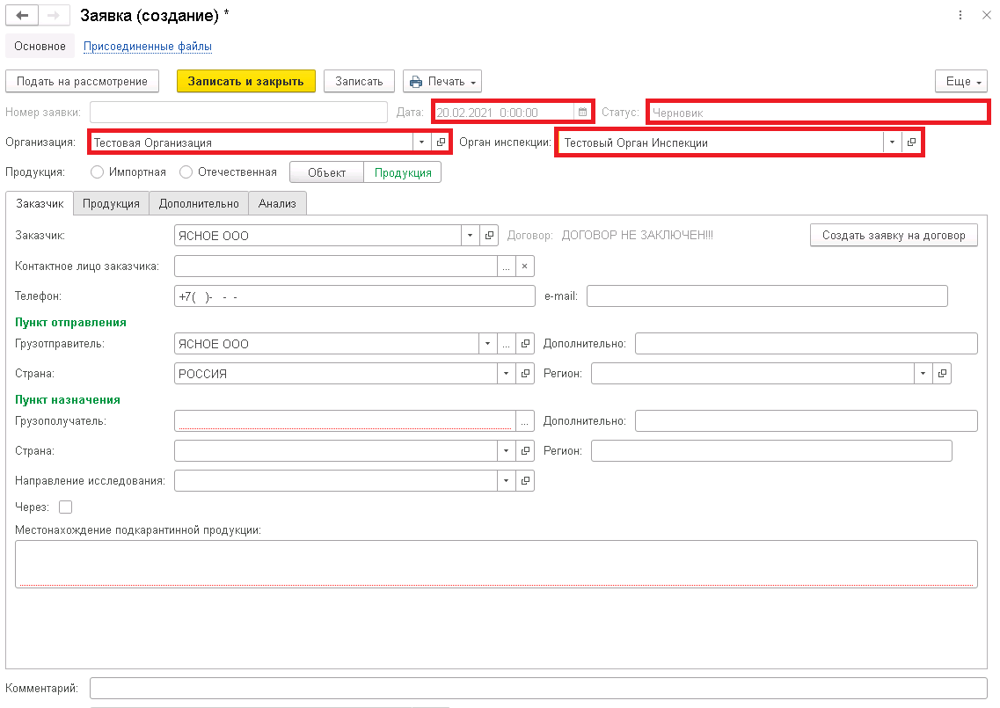 Заявка (создание) *
Основное Присоединенные файлы
Подать на рассмотрение Записать и закрыть Записать Печать Еще
Номер заявки: Дата: 20.02.2021 0:00:00 Статус: Черновик
Организация: Тестовая Организация Орган инспекции: Тестовый Орган Инспекции
Продукция: Импортная Отечественная Объект Продукция
Заказчик Продукция Дополнительно Анализ
Заказчик: ЯСНОЕ ООО Договор: ДОГОВОР НЕ ЗАКЛЮЧЕН!!! Создать заявку на договор
Контактное лицо заказчика: ... ×
Телефон: +7( )- - - e-mail:
Пункт отправления
Грузоотправитель: ЯСНОЕ ООО ... Дополнительно:
Страна: РОССИЯ Регион:
Пункт назначения
Грузополучатель: ... Дополнительно:
Страна: Регион:
Направление исследования:
Через:
Местонахождение подкарантинной продукции:
Комментарий: